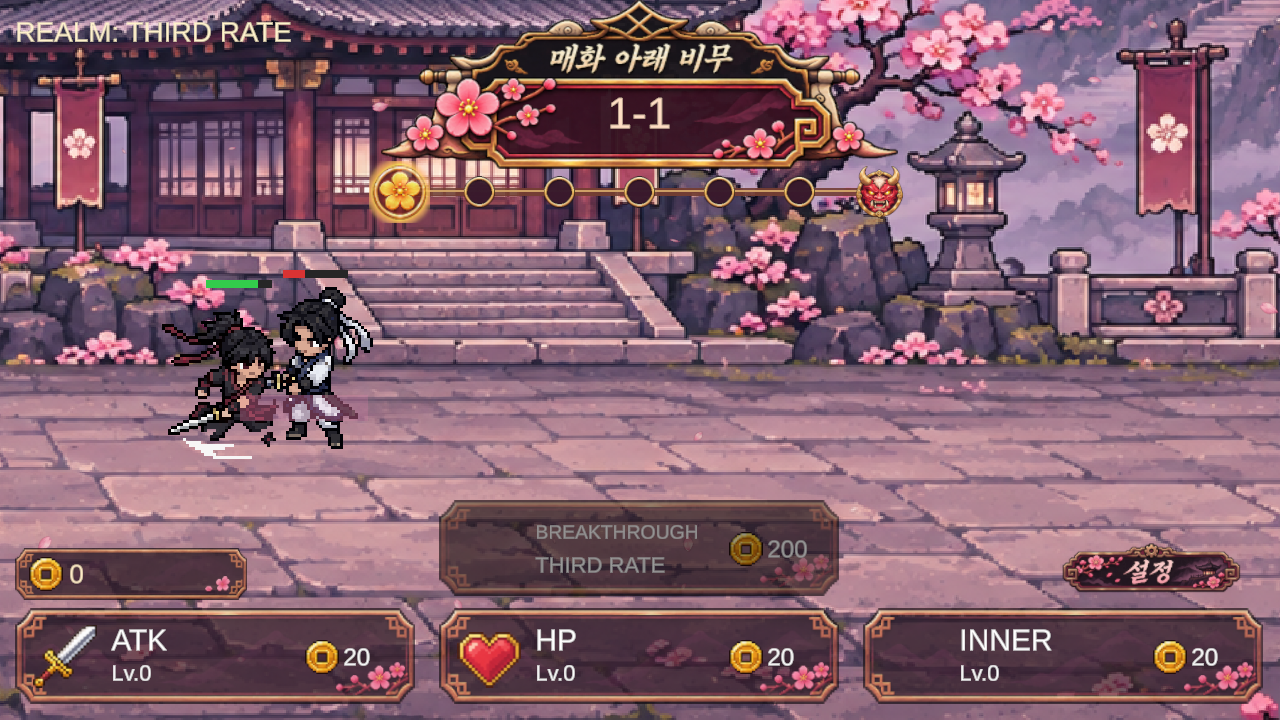 REALM: THIRD RATE
매화 아래 비무
1-1
BREAKTHROUGH
THIRD RATE
200
0
설정
ATK
Lv.0
20
HP
Lv.0
20
INNER
Lv.0
20